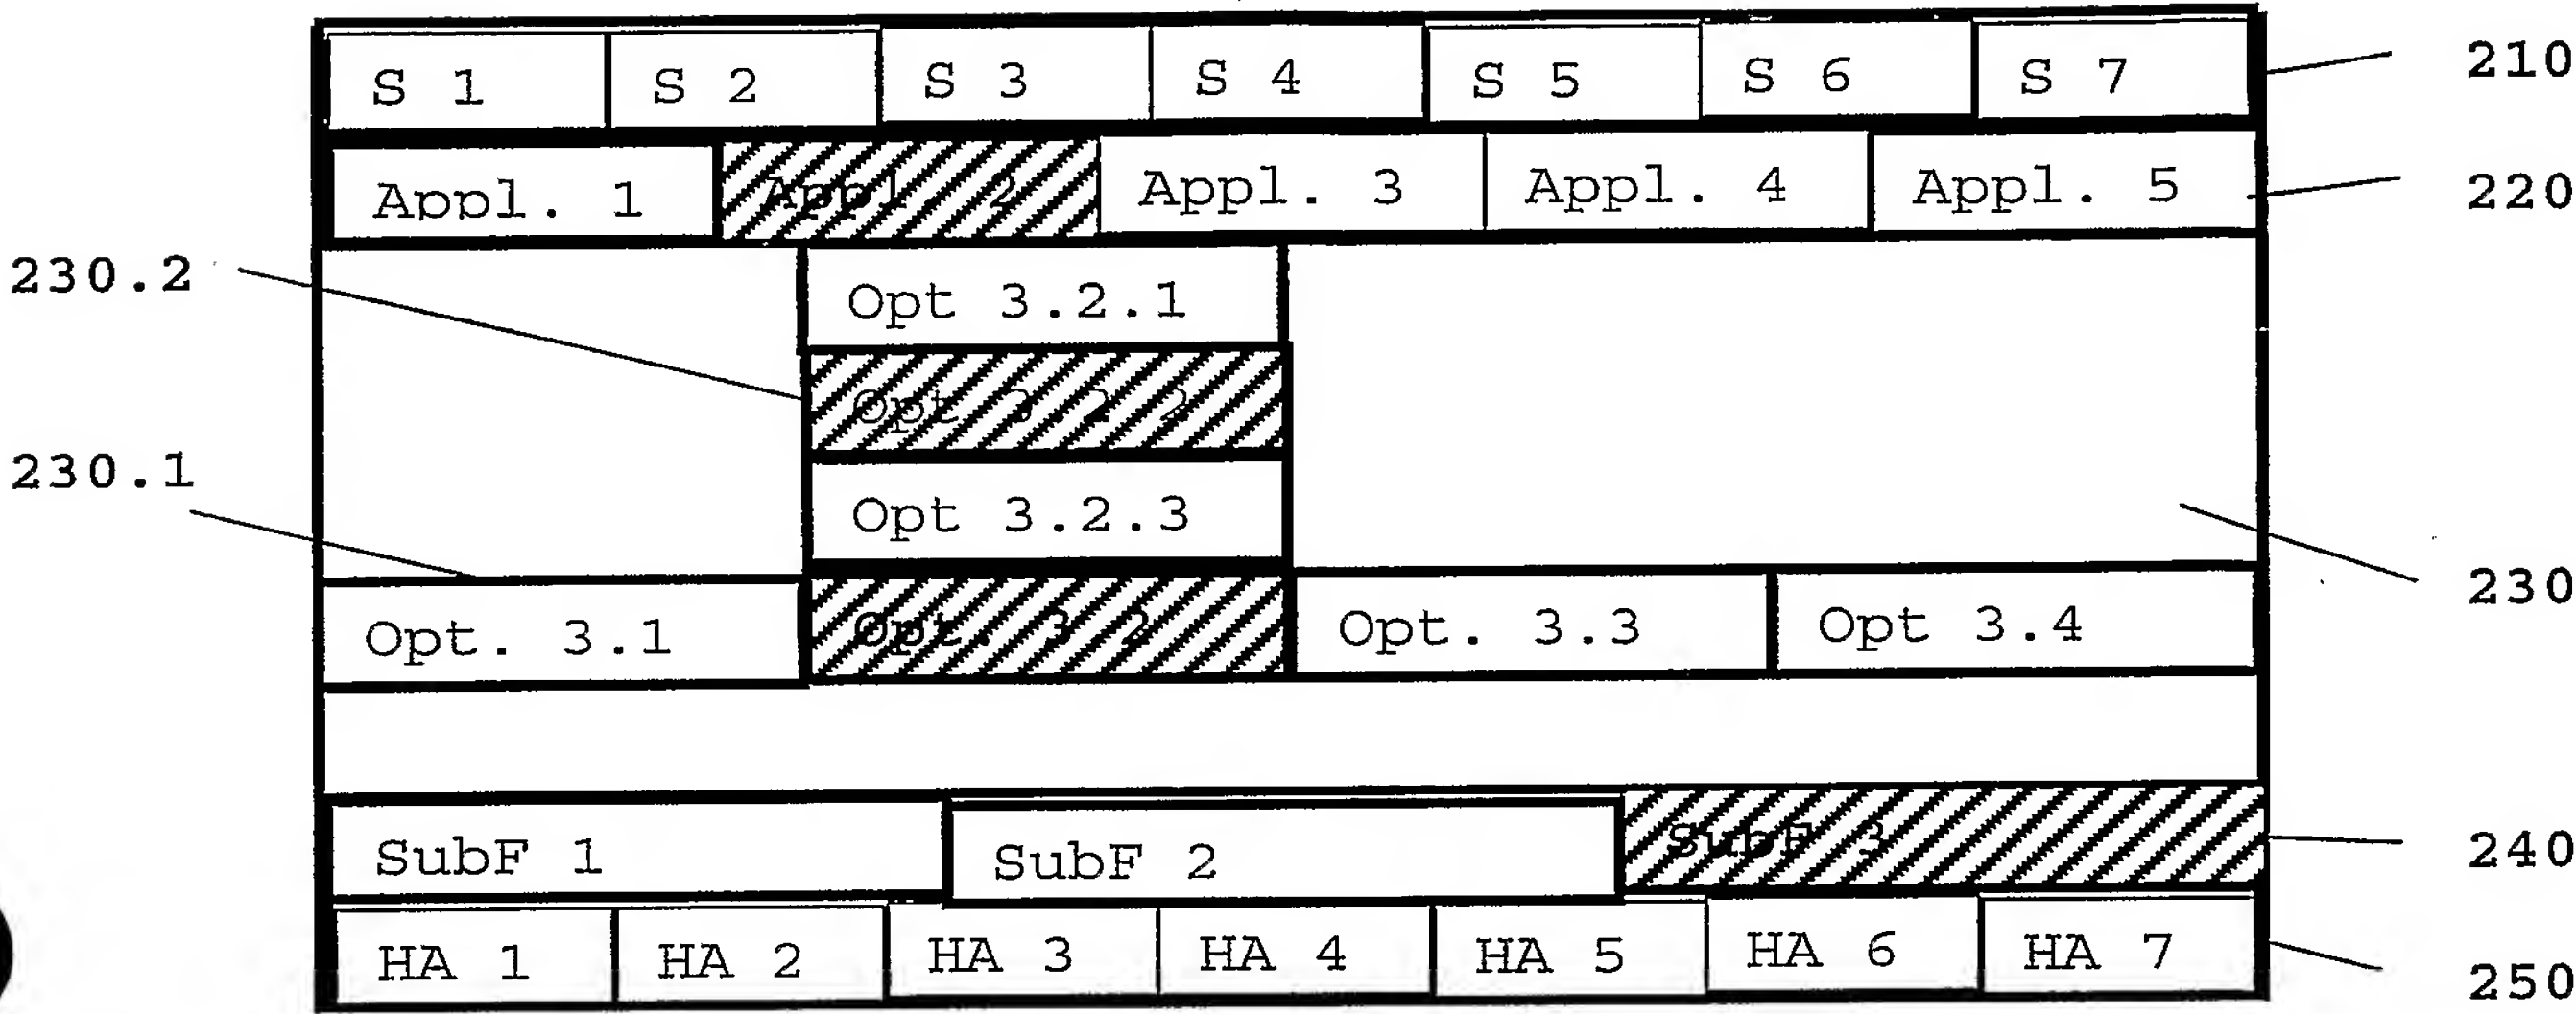 S 1 S 2 S 3 S 4 S 5 S 6 S 7 210
Appl. 1 Appl. 2 Appl. 3 Appl. 4 Appl. 5 220
230.2 Opt 3.2.1
Opt 3.2.2
230.1 Opt 3.2.3
230
Opt. 3.1 Opt. 3.2 Opt. 3.3 Opt 3.4
SubF 1 SubF 2 SubF 3 240
HA 1 HA 2 HA 3 HA 4 HA 5 HA 6 HA 7 250